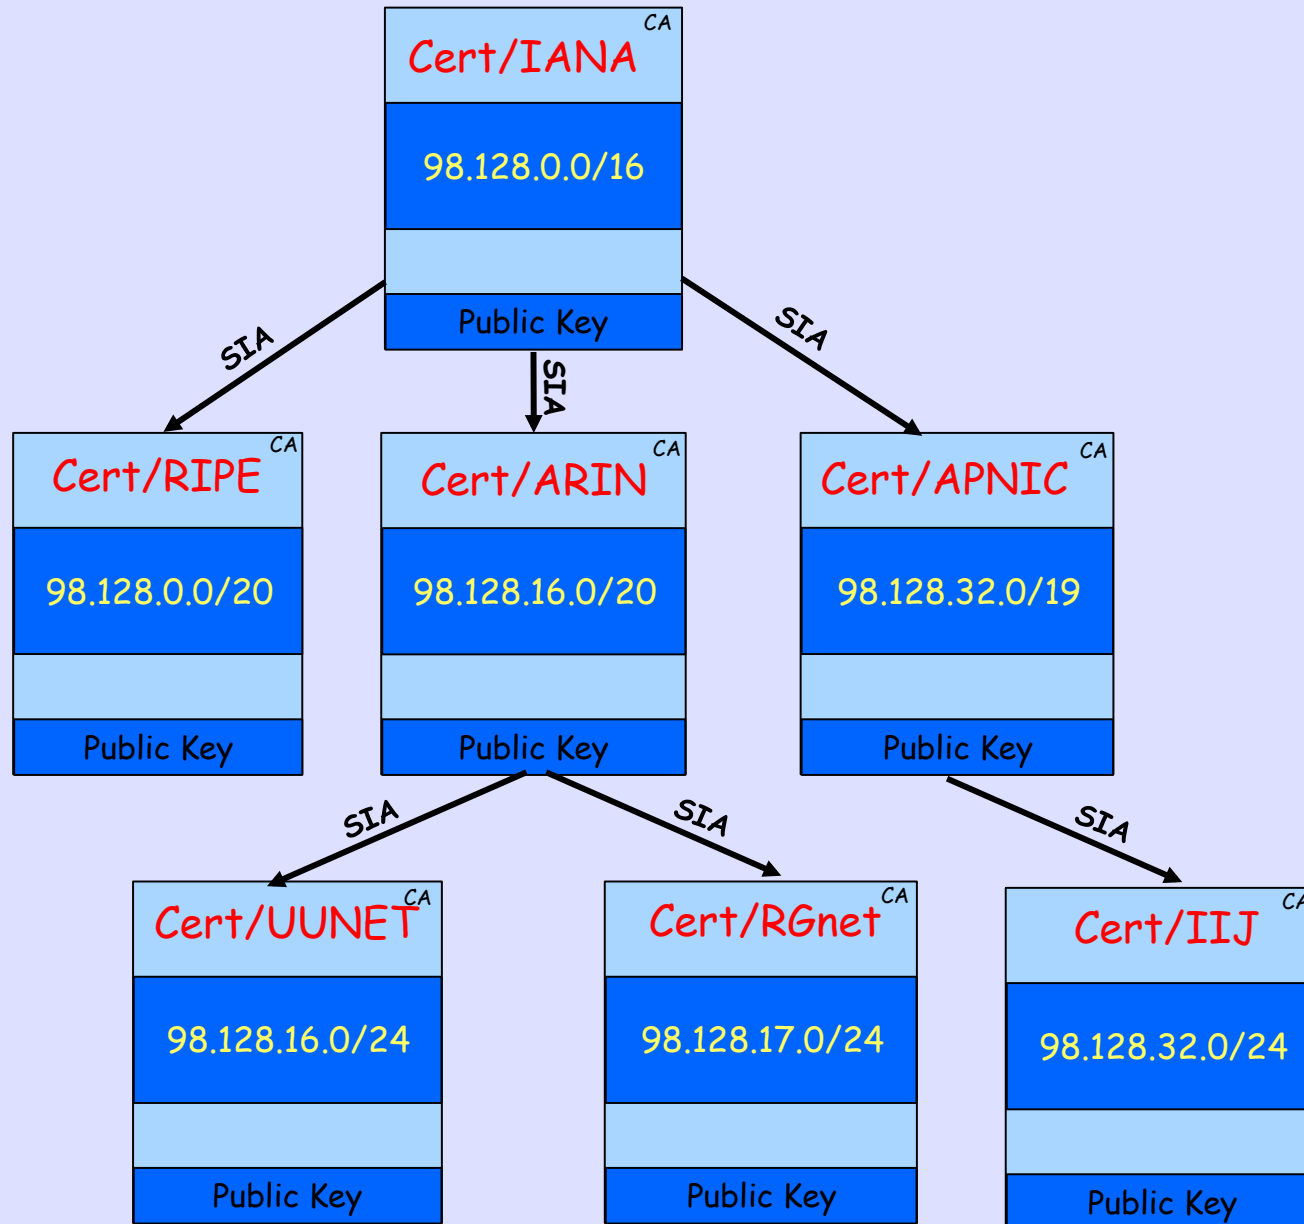 CA
Cert/IANA
98.128.0.0/16
Public Key
SIA
SIA
SIA
CA
Cert/RIPE
98.128.0.0/20
Public Key
CA
Cert/ARIN
98.128.16.0/20
Public Key
CA
Cert/APNIC
98.128.32.0/19
Public Key
SIA
SIA
SIA
CA
Cert/UUNET
98.128.16.0/24
Public Key
CA
Cert/RGnet
98.128.17.0/24
Public Key
CA
Cert/IIJ
98.128.32.0/24
Public Key